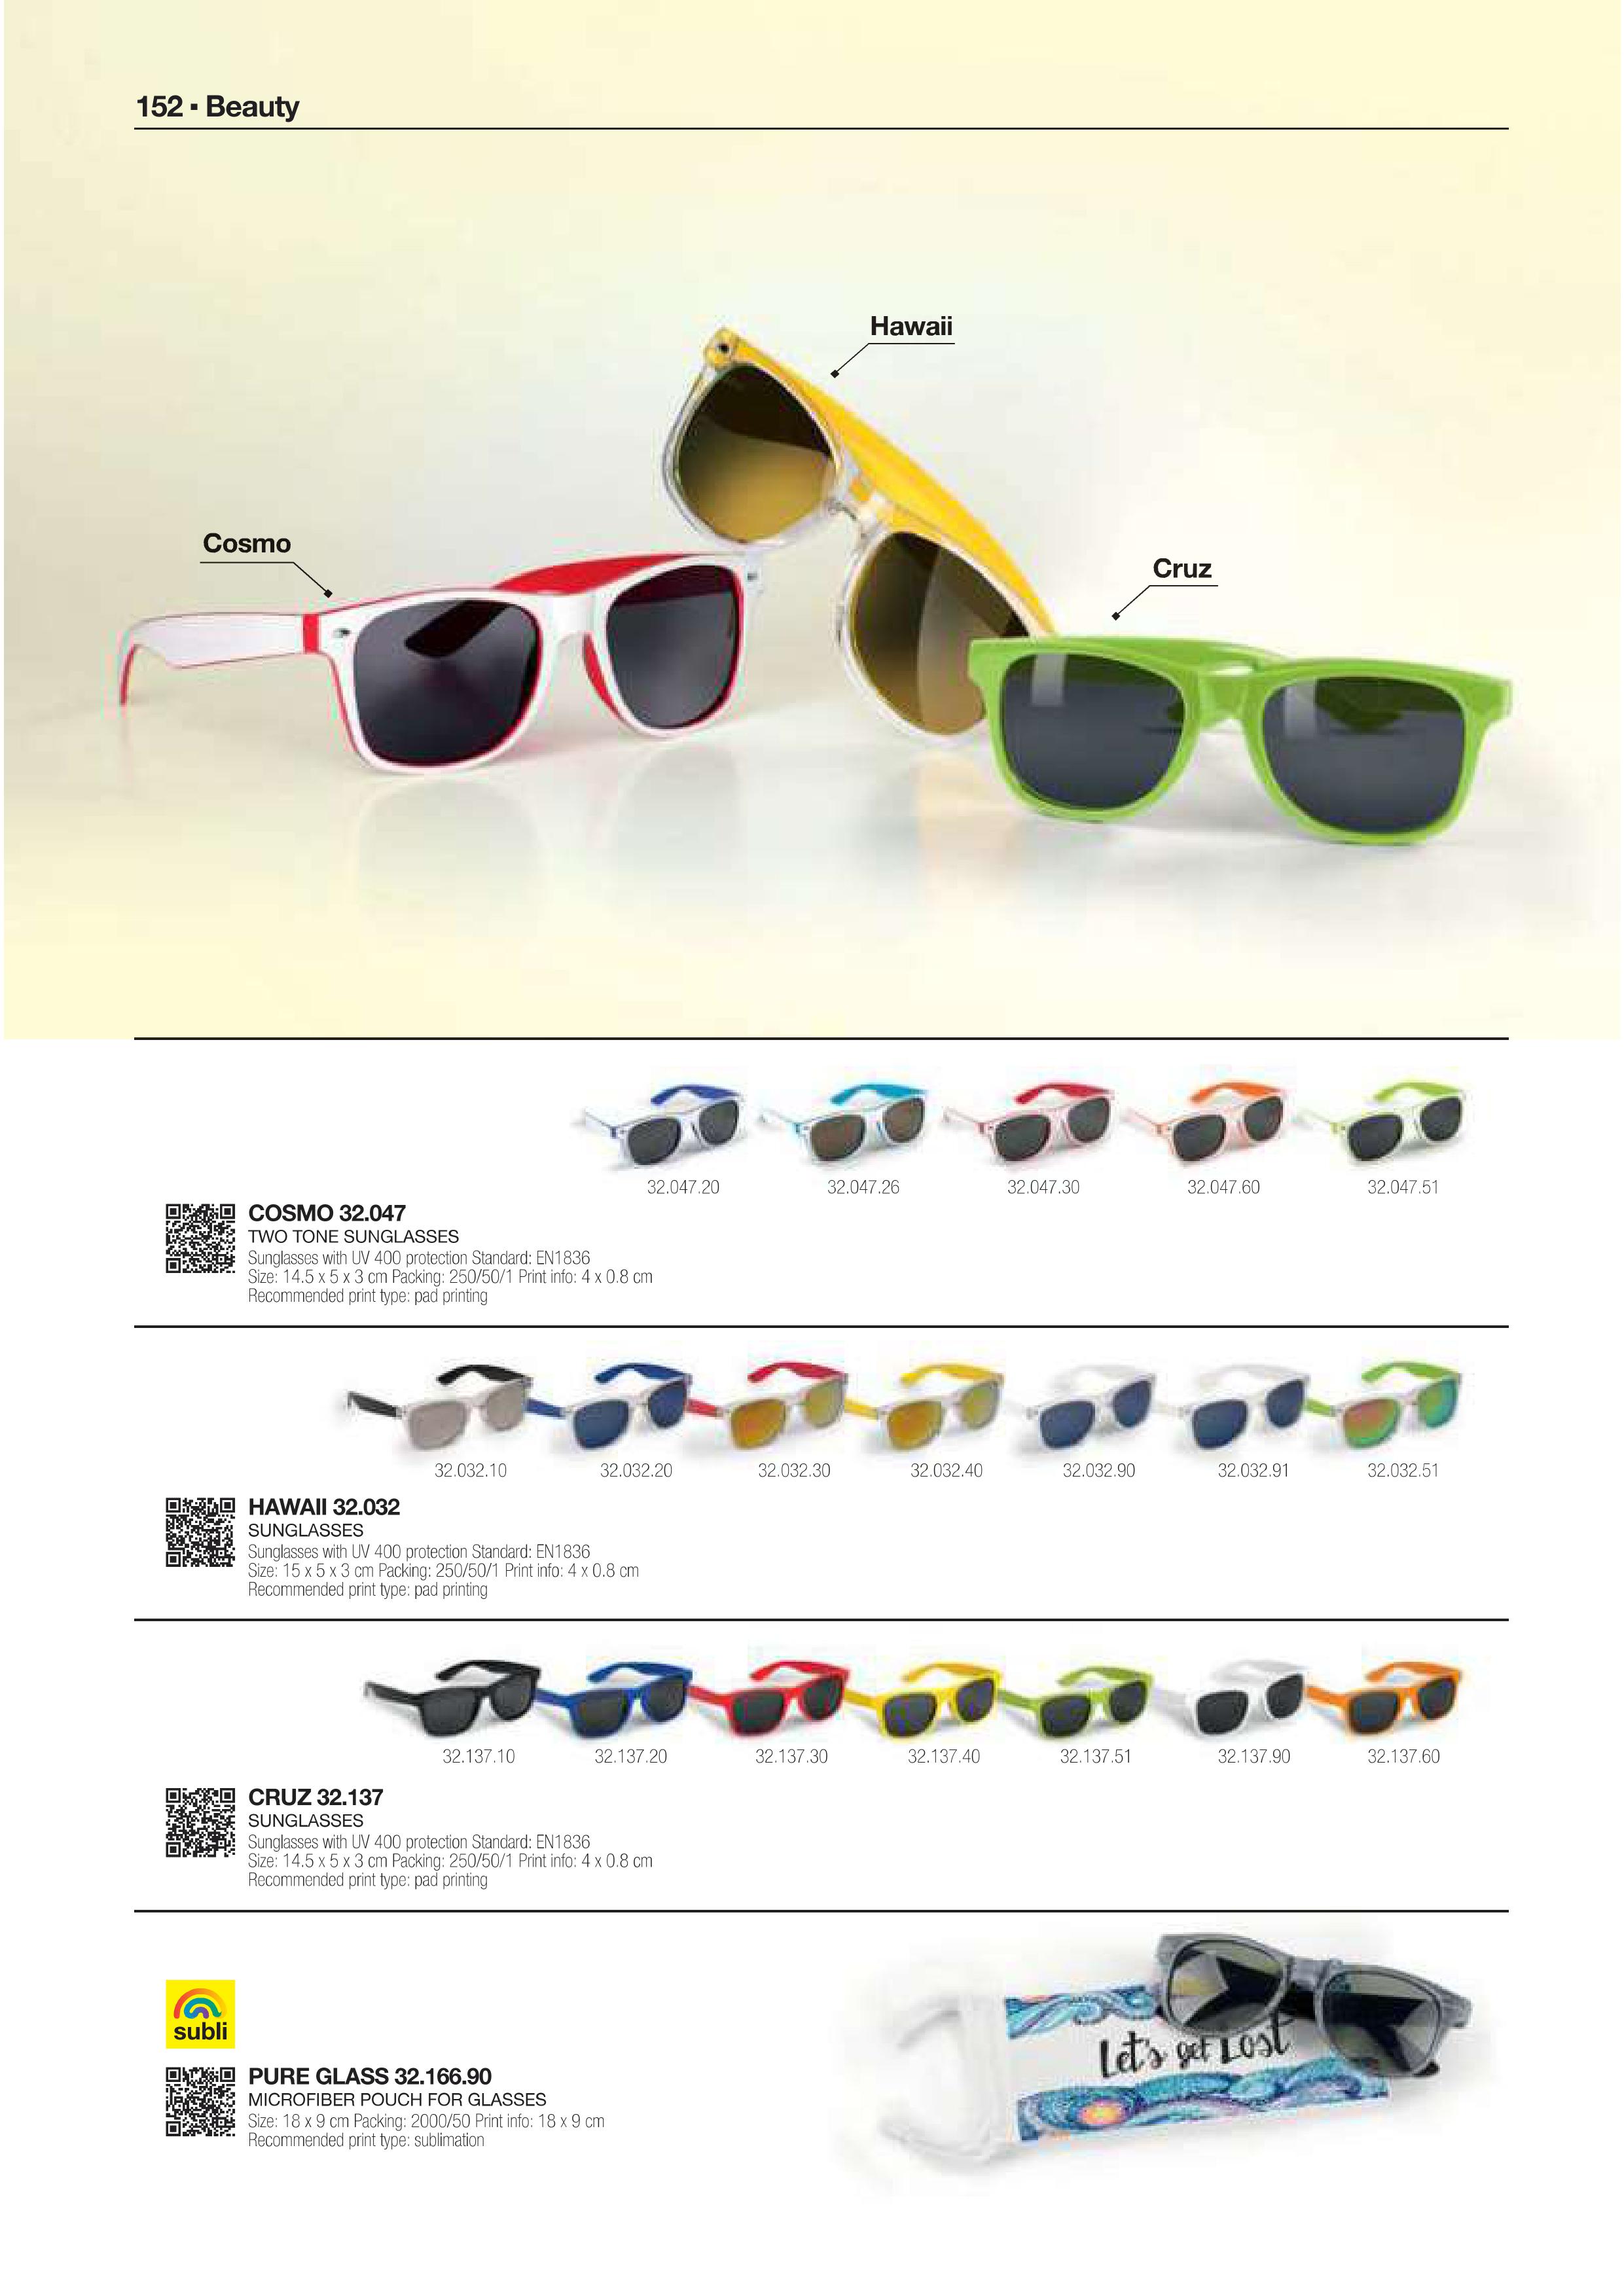 152 ▪ Beauty
Hawaii
Cosmo
Cruz
32.047.20 32.047.26 32.047.30 32.047.60 32.047.51
COSMO 32.047
TWO TONE SUNGLASSES
Sunglasses with UV 400 protection Standard: EN1836
Size: 14.5 x 5 x 3 cm Packing: 250/50/1 Print info: 4 x 0.8 cm
Recommended print type: pad printing
32.032.10 32.032.20 32.032.30 32.032.40 32.032.90 32.032.91 32.032.51
HAWAII 32.032
SUNGLASSES
Sunglasses with UV 400 protection Standard: EN1836
Size: 15 x 5 x 3 cm Packing: 250/50/1 Print info: 4 x 0.8 cm
Recommended print type: pad printing
32.137.10 32.137.20 32.137.30 32.137.40 32.137.51 32.137.90 32.137.60
CRUZ 32.137
SUNGLASSES
Sunglasses with UV 400 protection Standard: EN1836
Size: 14.5 x 5 x 3 cm Packing: 250/50/1 Print info: 4 x 0.8 cm
Recommended print type: pad printing
subli
Let's get Lost
PURE GLASS 32.166.90
MICROFIBER POUCH FOR GLASSES
Size: 18 x 9 cm Packing: 2000/50 Print info: 18 x 9 cm
Recommended print type: sublimation